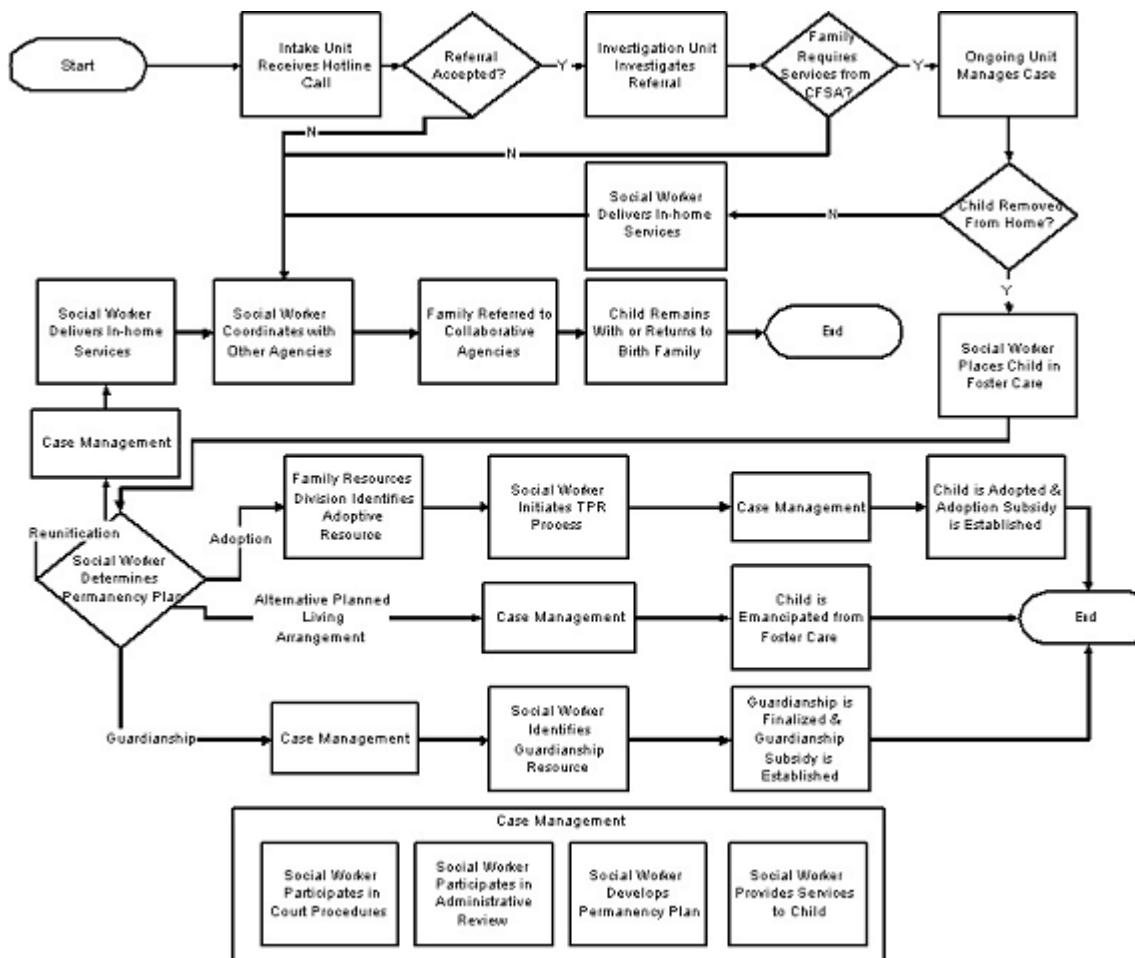 Start
Intake Unit
Receives Hotline
Call
Referral
Accepted?
Y
Investigation Unit
Investigates
Referral
Family
Requires
Services from
CFSA?
Y
Ongoing Unit
Manages Case
N
N
Social Worker
Delivers In-home
Services
N
Child Removed
From Home?
Y
Social Worker
Delivers In-home
Services
Social Worker
Coordinates with
Other Agencies
Family Referred to
Collaborative
Agencies
Child Remains
With or Returns to
Birth Family
End
Social Worker
Places Child in
Foster Care
Case Management
Reunification
Social Worker
Determines
Permanency Plan
Adoption
Family Resources
Division Identifies
Adoptive
Resource
Social Worker
Initiates TPR
Process
Case Management
Child is Adopted &
Adoption Subsidy
is Established
Alternative Planned
Living
Arrangement
Case Management
Child is
Emancipated from
Foster Care
End
Guardianship
Case Management
Social Worker
Identifies
Guardianship
Resource
Guardianship is
Finalized &
Guardianship
Subsidy is
Established
Case Management
Social Worker
Participates in
Court Procedures
Social Worker
Participates in
Administrative
Review
Social Worker
Develops
Permanency Plan
Social Worker
Provides Services
to Child